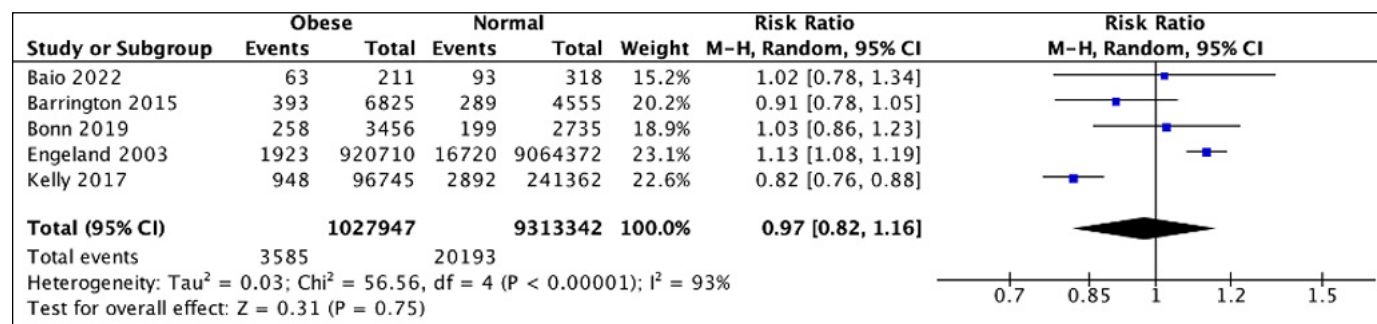 Obese Normal Risk Ratio Risk Ratio
Study or Subgroup Events Total Events Total Weight M-H, Random, 95% CI M-H, Random, 95% CI
Baio 2022 63 211 93 318 15.2% 1.02 [0.78, 1.34]
Barrington 2015 393 6825 289 4555 20.2% 0.91 [0.78, 1.05]
Bonn 2019 258 3456 199 2735 18.9% 1.03 [0.86, 1.23]
Engeland 2003 1923 920710 16720 9064372 23.1% 1.13 [1.08, 1.19]
Kelly 2017 948 96745 2892 241362 22.6% 0.82 [0.76, 0.88]
Total (95% CI) 1027947 9313342 100.0% 0.97 [0.82, 1.16]
Total events 3585 20193
Heterogeneity: Tau² = 0.03; Chi² = 56.56, df = 4 (P < 0.00001); I² = 93%
Test for overall effect: Z = 0.31 (P = 0.75)
0.7 0.85 1 1.2 1.5